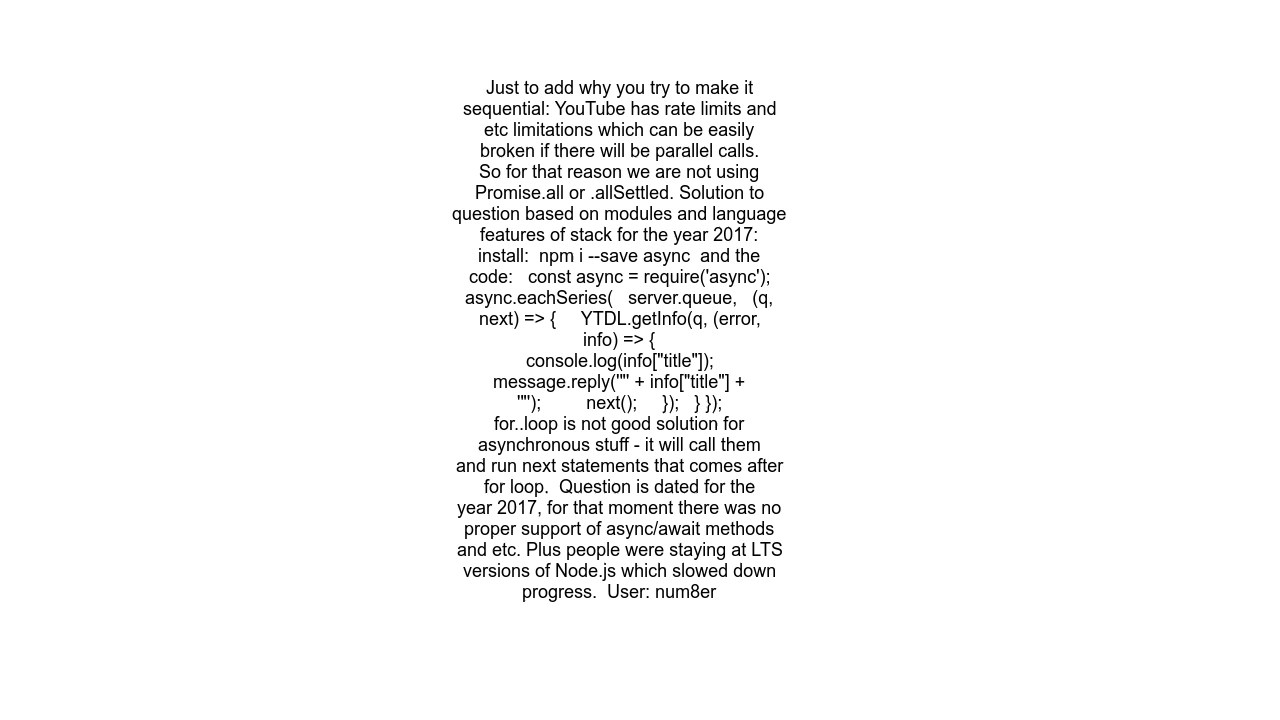 Just to add why you try to make it
sequential: YouTube has rate limits and
etc limitations which can be easily
broken if there will be parallel calls.
So for that reason we are not using
Promise.all or .allSettled. Solution to
question based on modules and language
features of stack for the year 2017:
install:  npm i --save async  and the
code:   const async = require('async');
async.eachSeries(   server.queue,   (q,
next) => {     YTDL.getInfo(q, (error,
info) => {
console.log(info["title"]);
message.reply('"' + info["title"] +
'"');         next();     });   } });
for..loop is not good solution for
asynchronous stuff - it will call them
and run next statements that comes after
for loop.  Question is dated for the
year 2017, for that moment there was no
proper support of async/await methods
and etc. Plus people were staying at LTS
versions of Node.js which slowed down
progress.  User: num8er